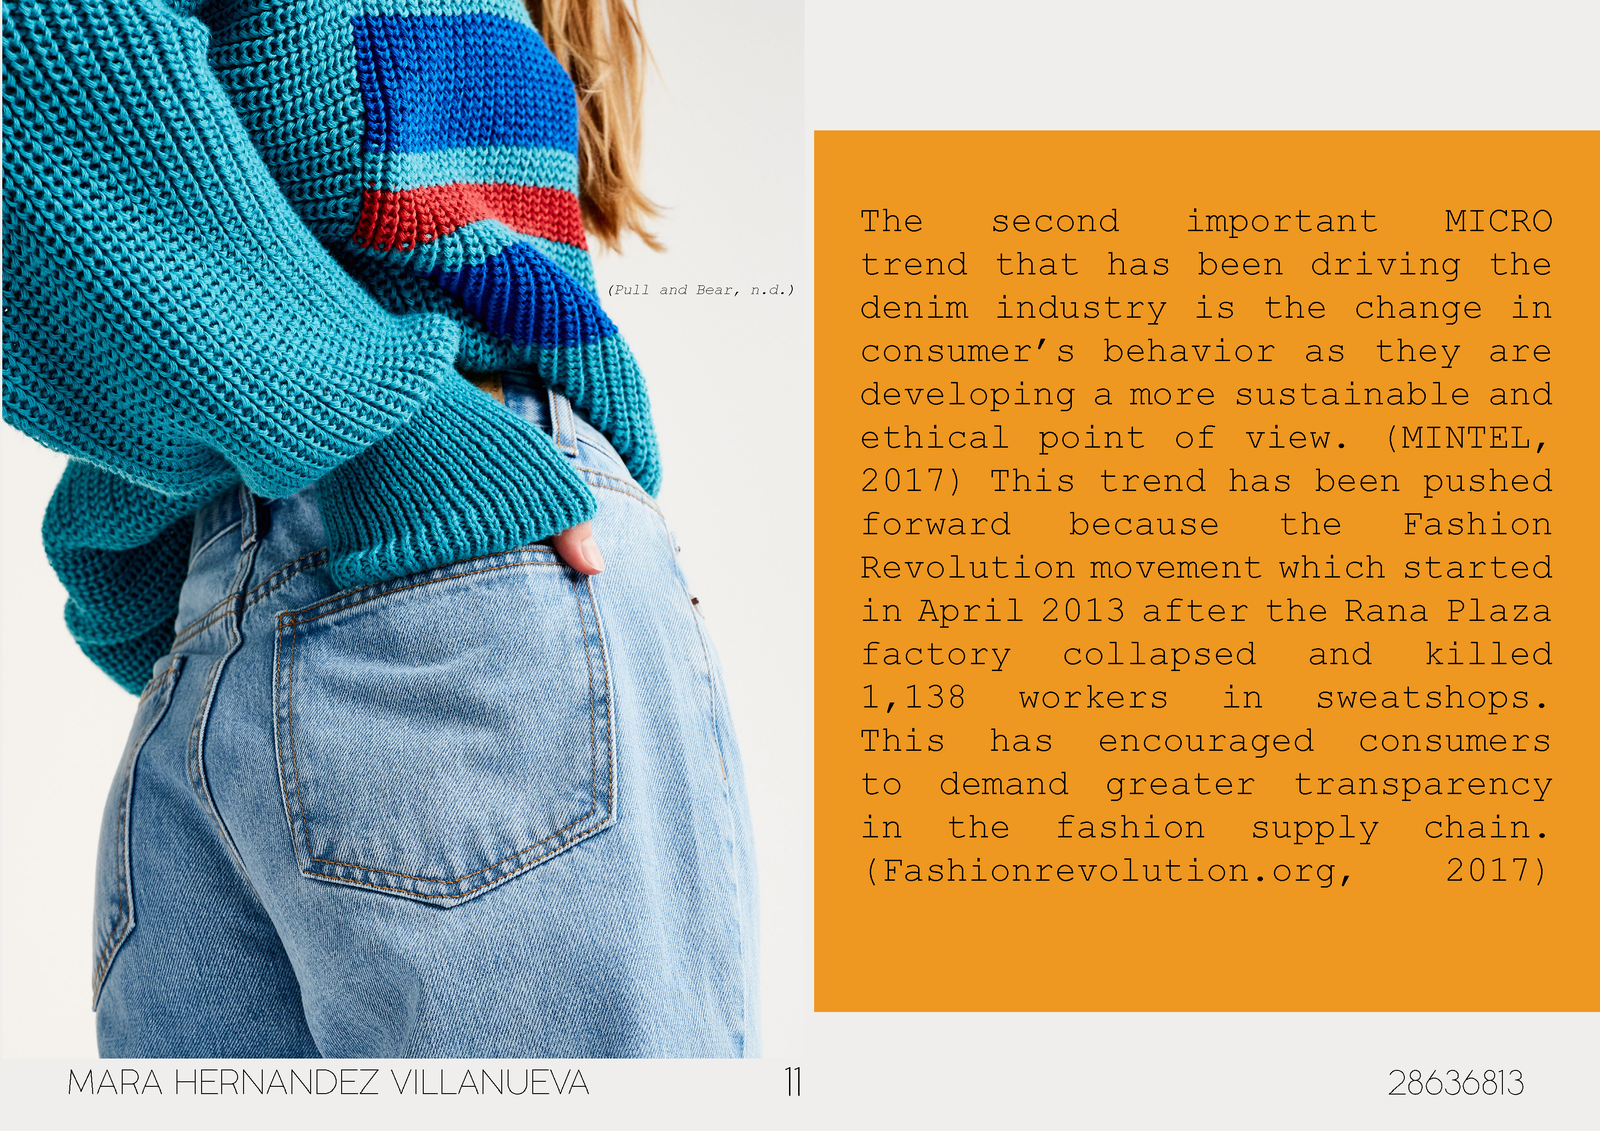 (Pull and Bear, n.d.)
The second important MICRO
trend that has been driving the
denim industry is the change in
consumer’s behavior as they are
developing a more sustainable and
ethical point of view. (MINTEL,
2017) This trend has been pushed
forward because the Fashion
Revolution movement which started
in April 2013 after the Rana Plaza
factory collapsed and killed
1,138 workers in sweatshops.
This has encouraged consumers
to demand greater transparency
in the fashion supply chain.
(Fashionrevolution.org, 2017)
MARA HERNANDEZ VILLANUEVA
11
28636813